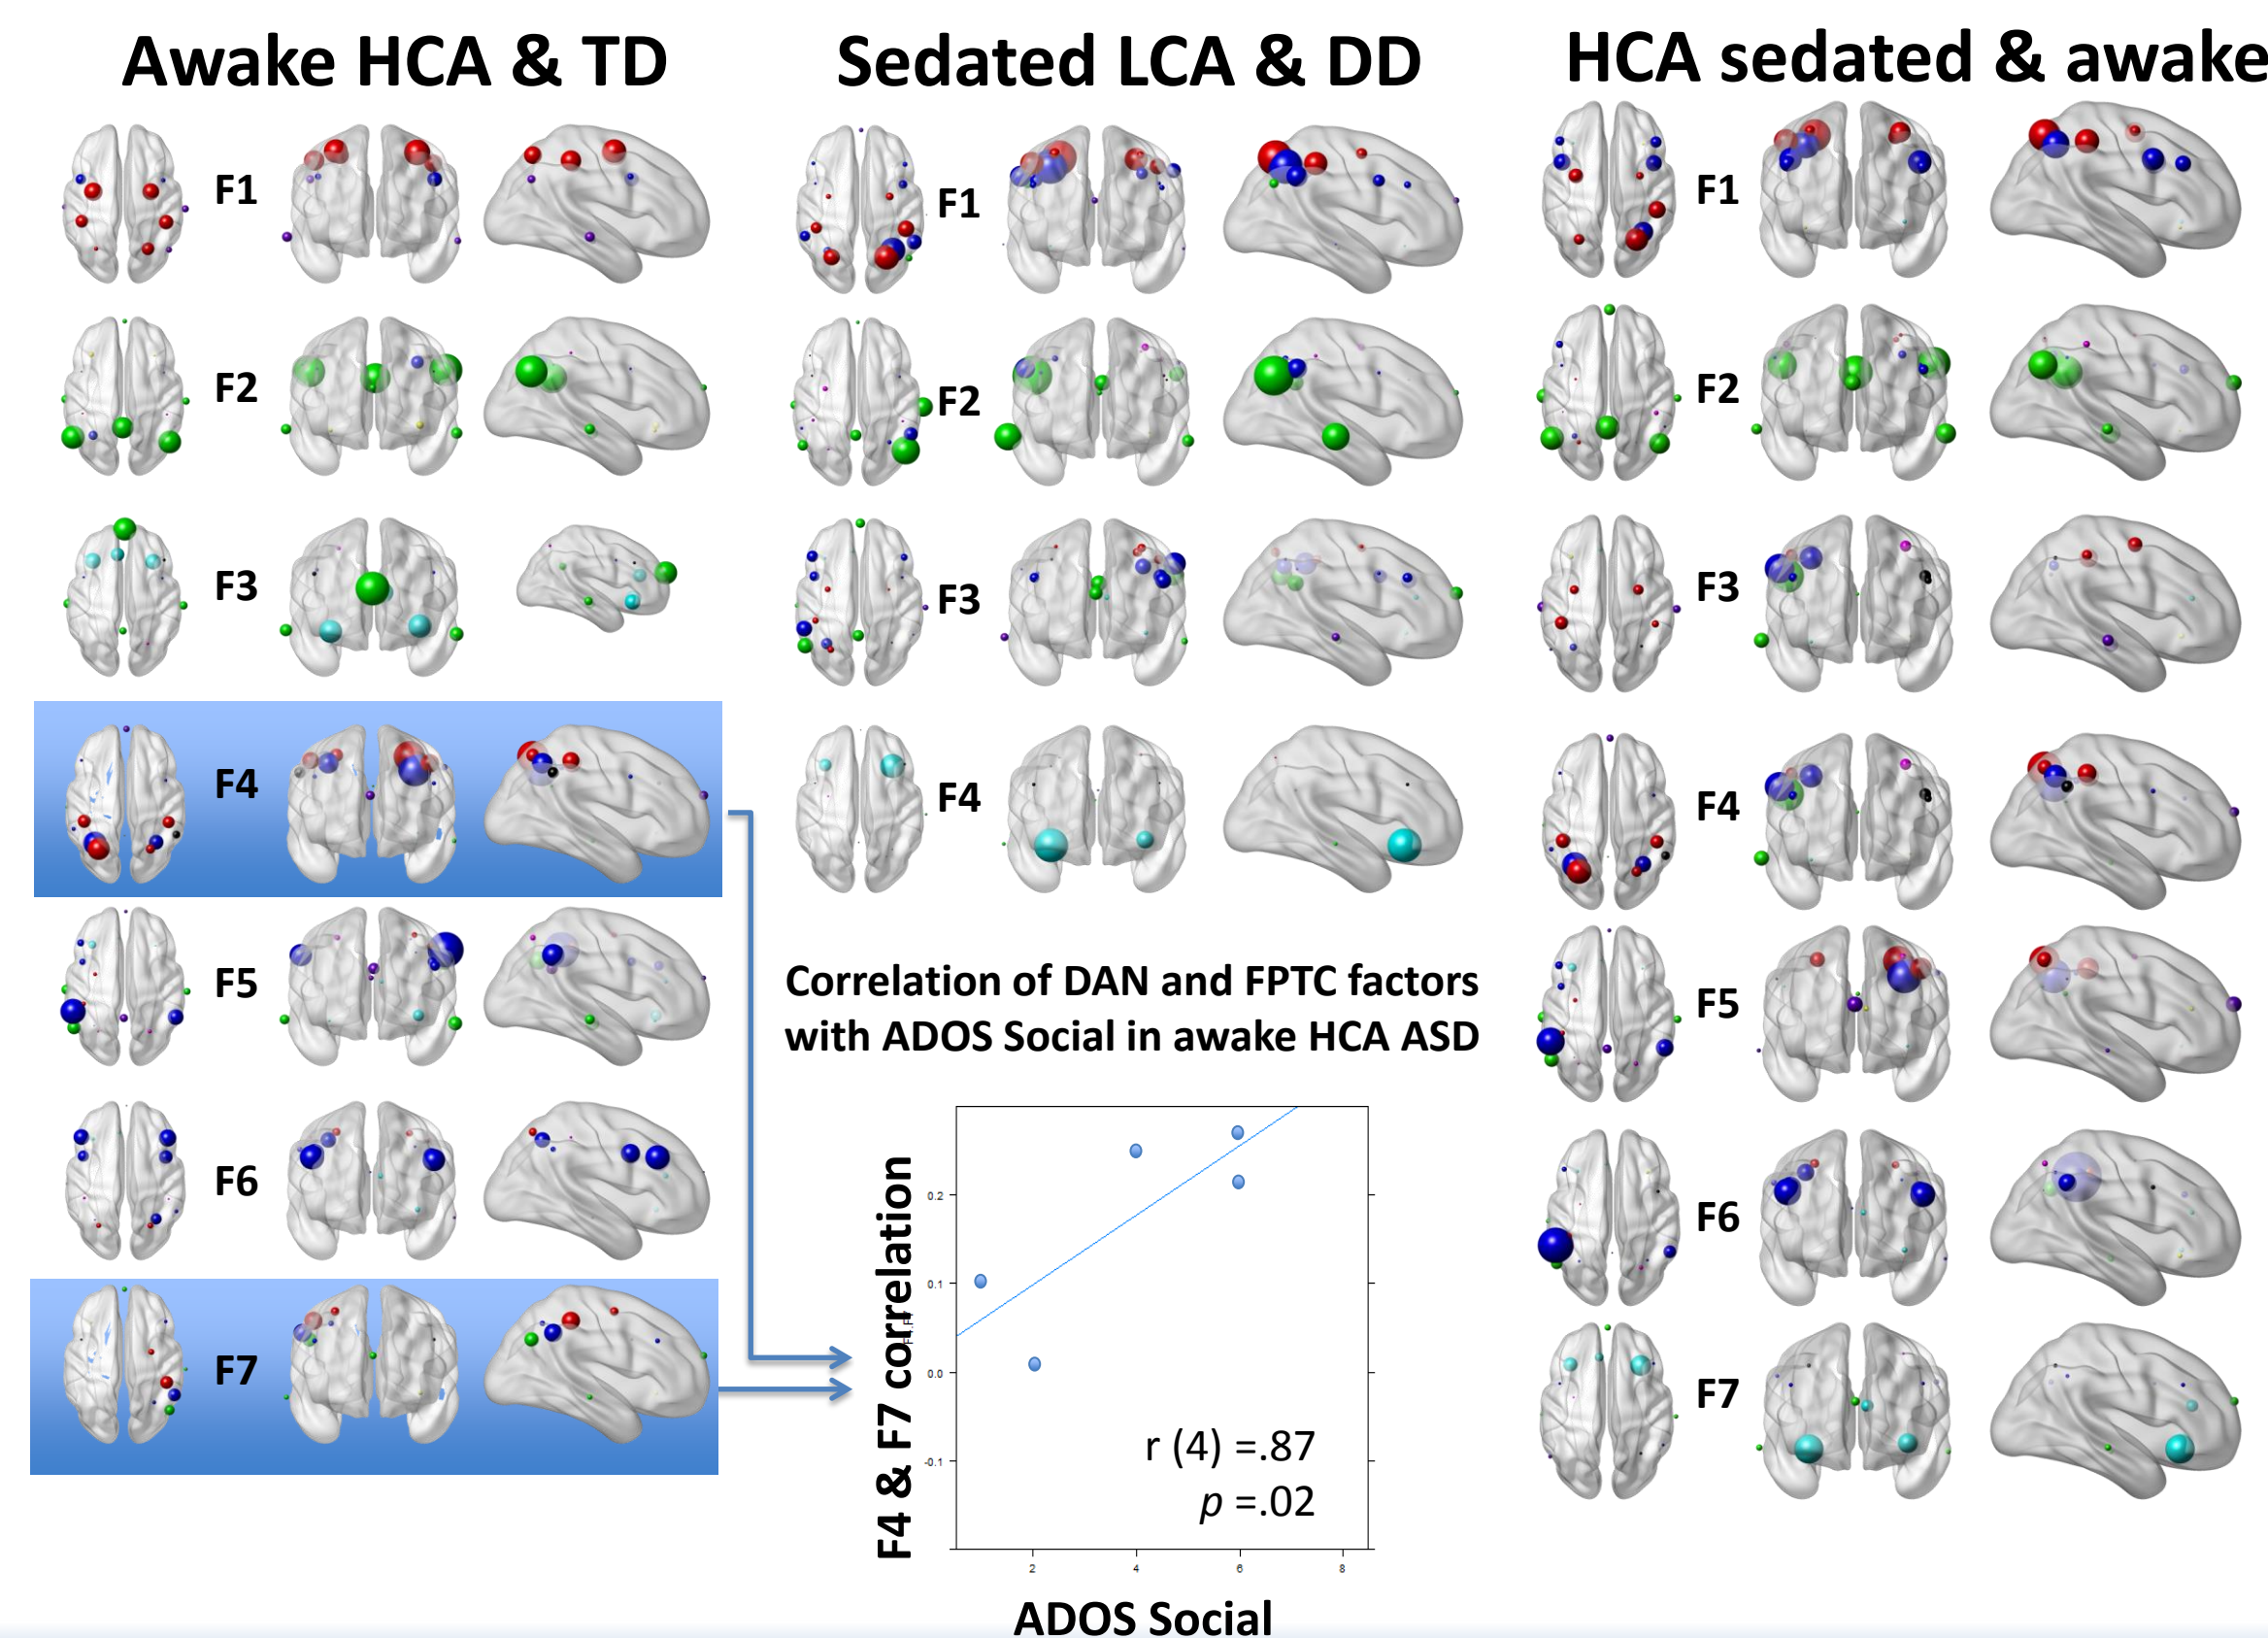 Awake HCA & TD
F1
F2
F3
F4
F5
F6
F7
Sedated LCA & DD
F1
F2
F3
F4
Correlation of DAN and FPTC factors
with ADOS Social in awake HCA ASD
F4 & F7 correlation
0.2
0.1
0.0
-0.1
r (4) =.87
p =.02
2
4
6
8
ADOS Social
HCA sedated & awake
F1
F2
F3
F4
F5
F6
F7